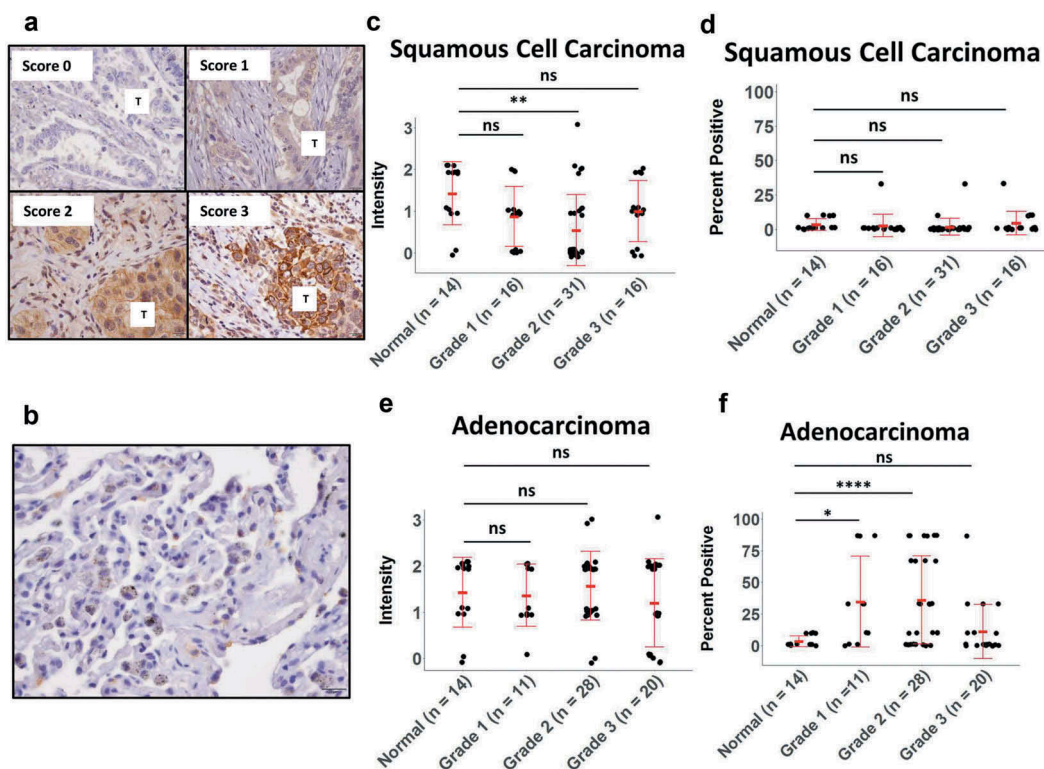 a
Score 0
T
Score 1
T
Score 2
T
Score 3
T
b
c
Squamous Cell Carcinoma
ns
**
ns
Intensity
3
2
1
0
Normal (n = 14)
Grade 1 (n = 16)
Grade 2 (n = 31)
Grade 3 (n = 16)
d
Squamous Cell Carcinoma
ns
ns
ns
Percent Positive
100
75
50
25
0
Normal (n = 14)
Grade 1 (n = 16)
Grade 2 (n = 31)
Grade 3 (n = 16)
e
Adenocarcinoma
ns
ns
ns
Intensity
3
2
1
0
Normal (n = 14)
Grade 1 (n = 11)
Grade 2 (n = 28)
Grade 3 (n = 20)
f
Adenocarcinoma
ns
****
*
Percent Positive
100
75
50
25
0
Normal (n = 14)
Grade 1 (n =11)
Grade 2 (n = 28)
Grade 3 (n = 20)